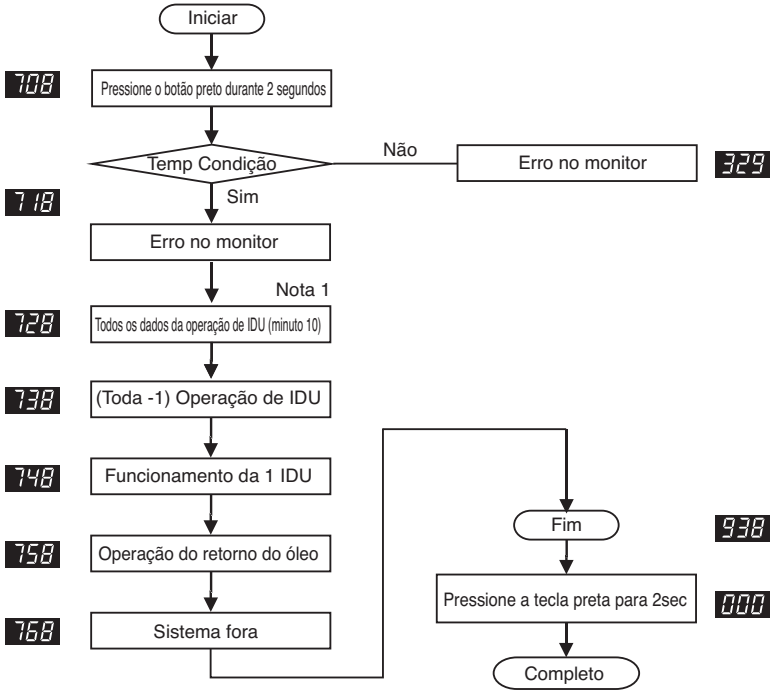 Iniciar
708
Pressione o botão preto durante 2 segundos
Temp Condição
Não
Erro no monitor
329
718
Sim
Erro no monitor
Nota 1
728
Todos os dados da operação de IDU (minuto 10)
738
(Toda -1) Operação de IDU
748
Funcionamento da 1 IDU
758
Operação do retorno do óleo
768
Sistema fora
Fim
938
Pressione a tecla preta para 2sec
000
Completo